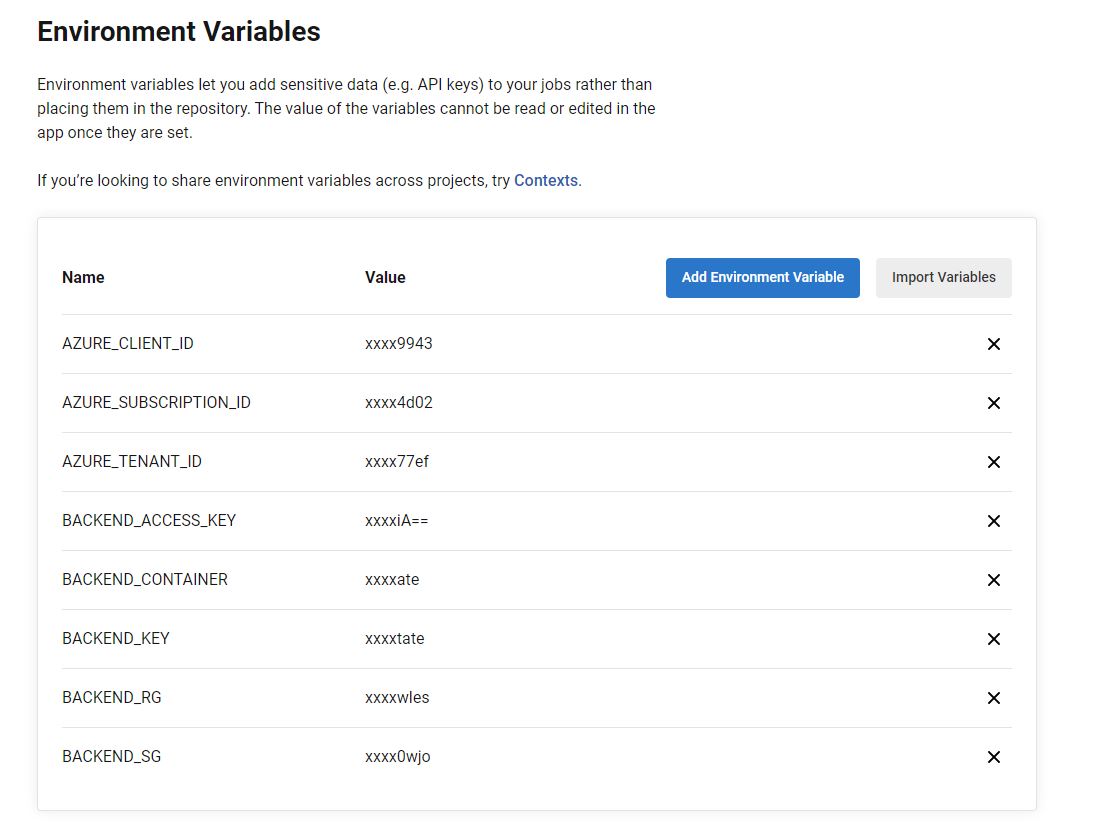 Environment Variables
Environment variables let you add sensitive data (e.g. API keys) to your jobs rather than
placing them in the repository. The value of the variables cannot be read or edited in the
app once they are set.
If you’re looking to share environment variables across projects, try Contexts.
Name Value Add Environment Variable Import Variables
AZURE_CLIENT_ID xxxx9943
AZURE_SUBSCRIPTION_ID xxxx4d02
AZURE_TENANT_ID xxxx77ef
BACKEND_ACCESS_KEY xxxxiA==
BACKEND_CONTAINER xxxxate
BACKEND_KEY xxxxtate
BACKEND_RG xxxxwles
BACKEND_SG xxxx0wjo